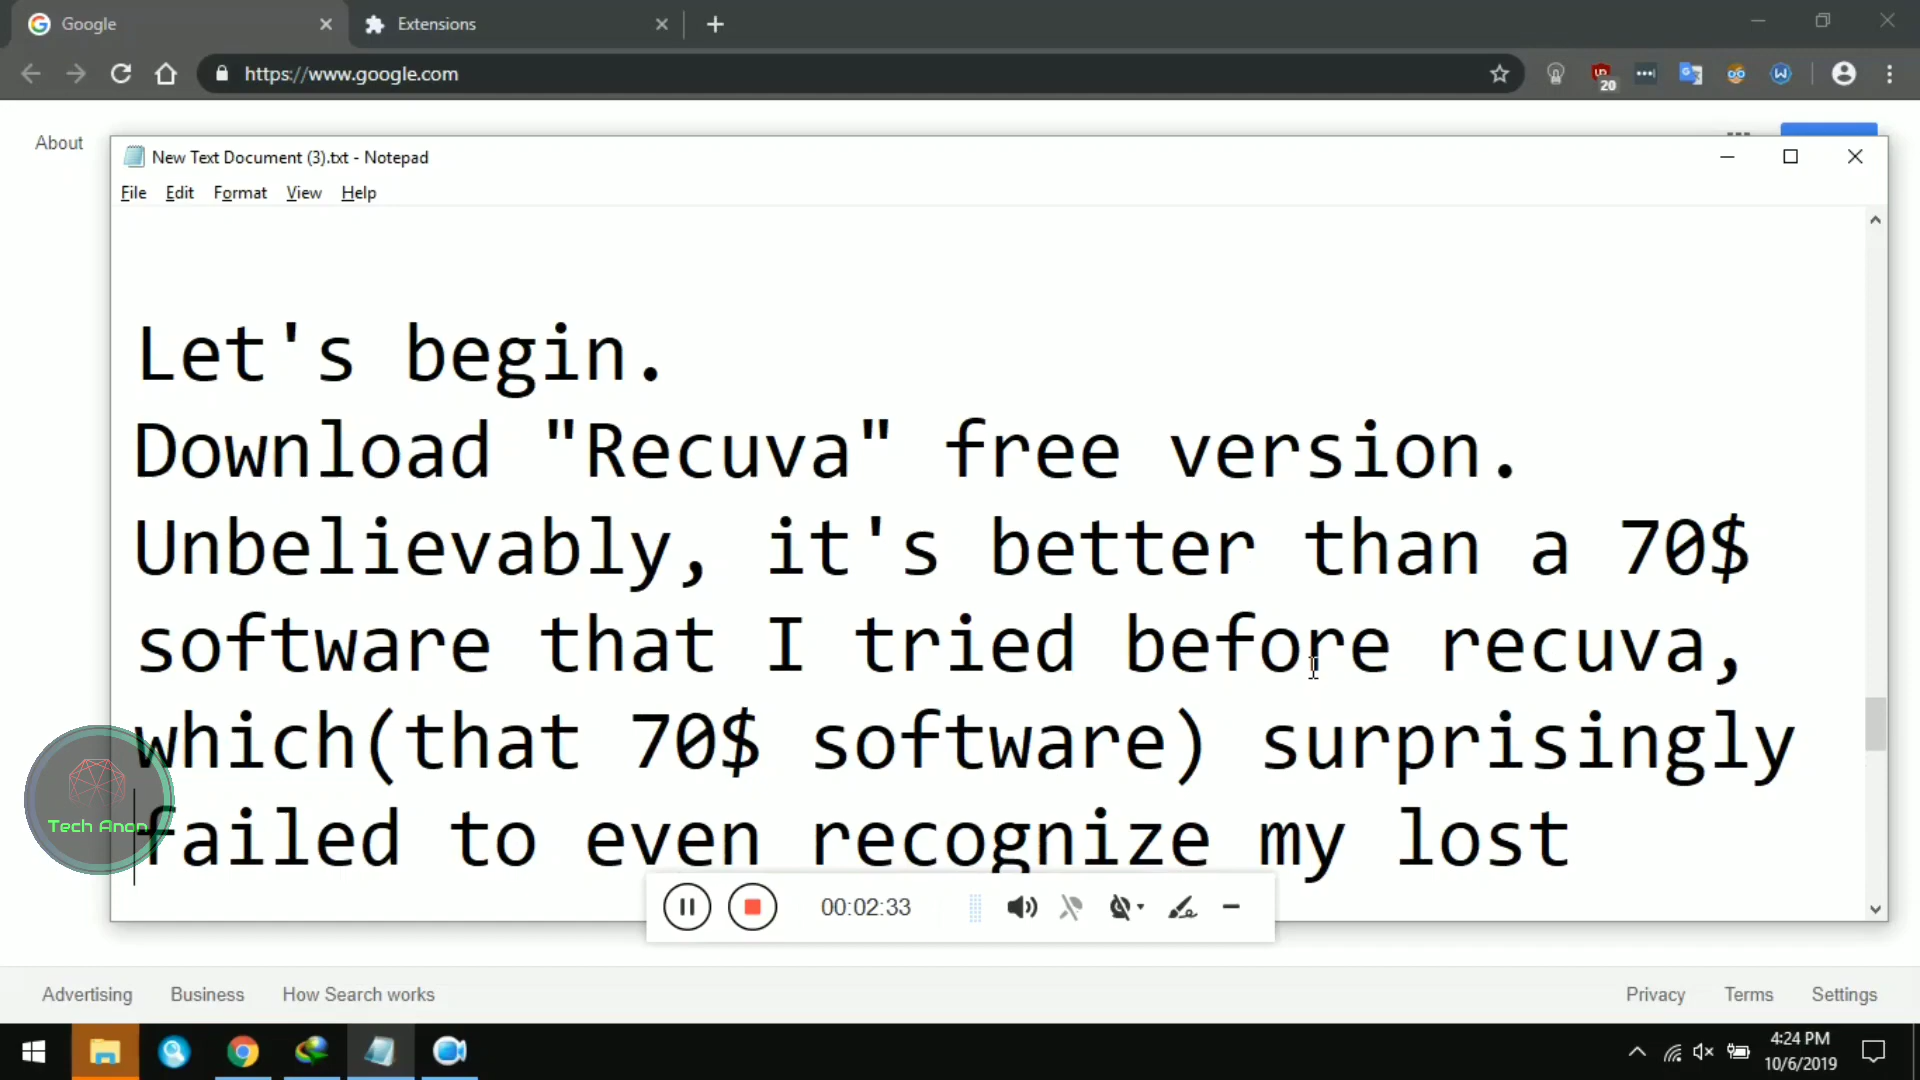 Google
Extensions
https://www.google.com
20
About
New Text Document (3).txt - Notepad
File Edit Format View Help
Let's begin.
Download "Recuva" free version.
Unbelievably, it's better than a 70$
software that I tried before recuva,
which(that 70$ software) surprisingly
failed to even recognize my lost
Tech Anon
00:02:33
Advertising Business How Search works
Privacy Terms Settings
4:24 PM
10/6/2019